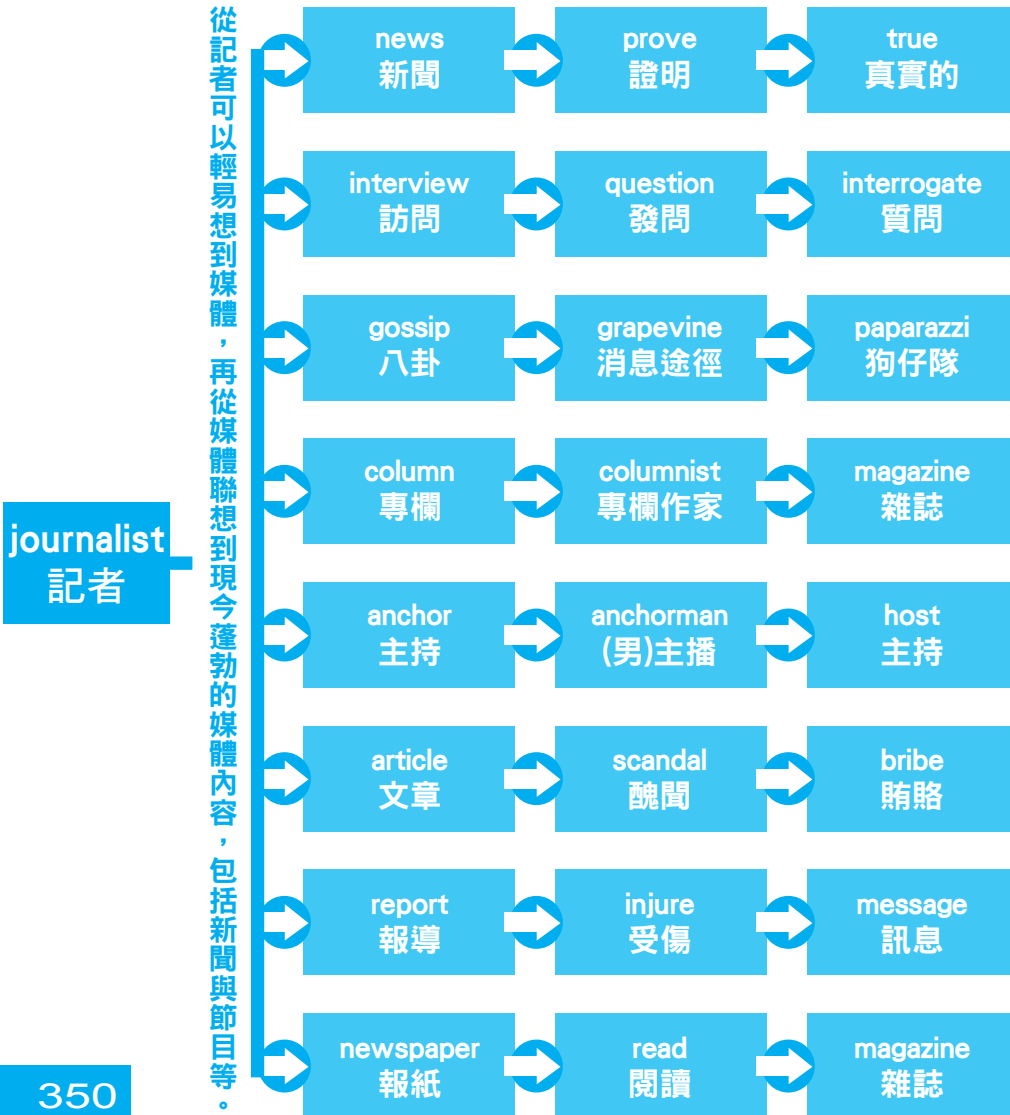 journalist
記者
從記者可以輕易想到媒體，再從媒體聯想到現今蓬勃的媒體內容，包括新聞與節目等。
news
新聞
prove
證明
true
真實的
interview
訪問
question
發問
interrogate
質問
gossip
八卦
grapevine
消息途徑
paparazzi
狗仔隊
column
專欄
columnist
專欄作家
magazine
雜誌
anchor
主持
anchorman
(男)主播
host
主持
article
文章
scandal
醜聞
bribe
賄賂
report
報導
injure
受傷
message
訊息
newspaper
報紙
read
閱讀
magazine
雜誌
350